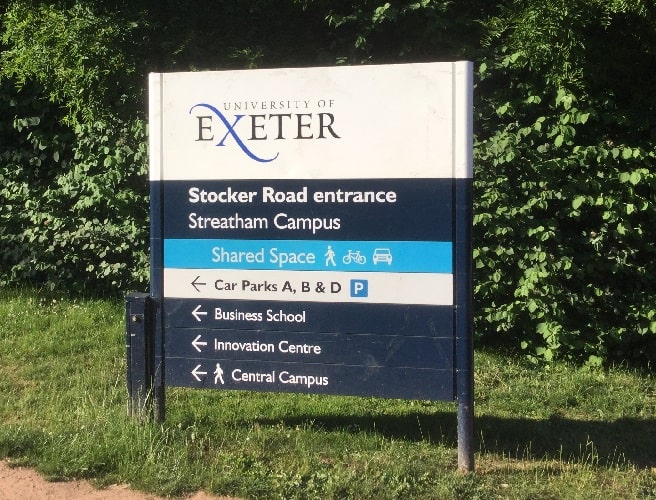 UNIVERSITY OF
EXETER
Stocker Road entrance
Streatham Campus
Shared Space
← Car Parks A, B & D P
← Business School
← Innovation Centre
← Central Campus